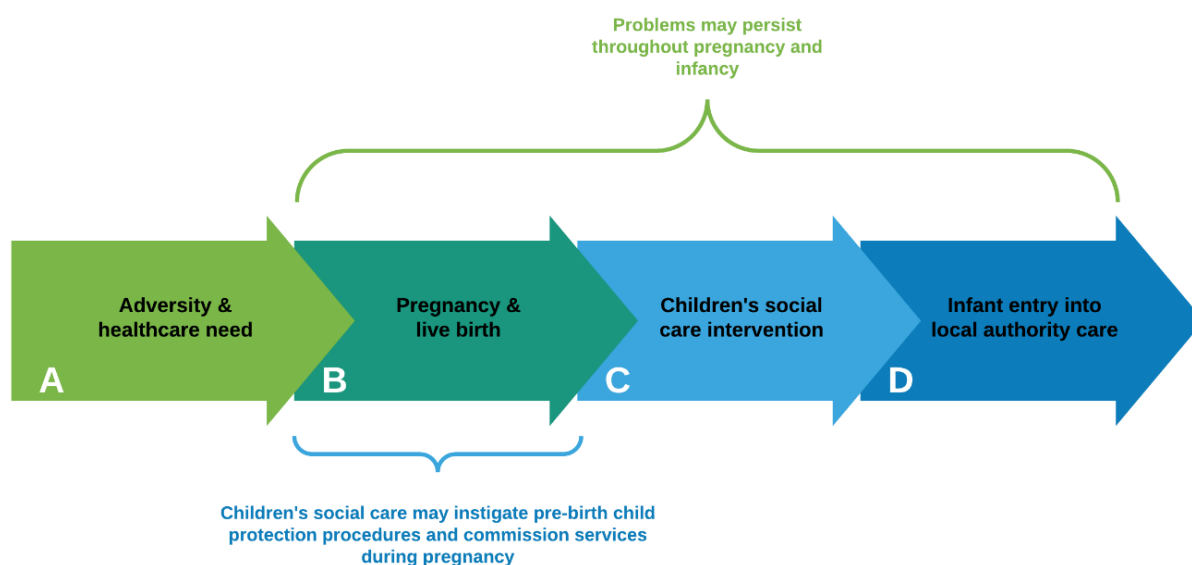 Problems may persist
throughout pregnancy and
infancy
Adversity &
healthcare need
A
Pregnancy &
live birth
B
Children's social
care intervention
C
Infant entry into
local authority care
D
Children's social care may instigate pre-birth child
protection procedures and commission services
during pregnancy